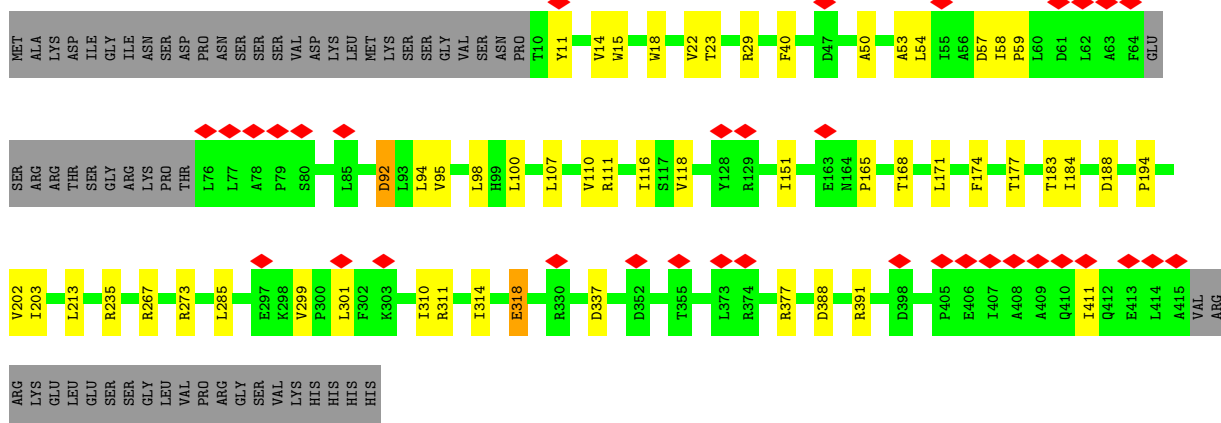 MET ALA LYS ASP ILE GLY ILE ASN SER ASP PRO ASN SER SER SER VAL ASP LYS LEU MET LYS SER SER GLY VAL SER ASN PRO T10 Y11 V14 W15 W18 V22 T23 R29 F40 D47 A50 A53 L54 I55 A56 D57 I58 P59 L60 D61 L62 A63 F64 GLU
SER ARG ARG THR SER GLY ARG LYS PRO THR L76 L77 A78 P79 S80 L85 D92 L93 L94 V95 L98 H99 L100 L107 V110 R111 I116 S117 V118 Y128 R129 I151 E163 N164 P165 T168 L171 F174 T177 T183 I184 D188 P194
V202 I203 L213 R235 R267 R273 L285 E297 K298 V299 P300 L301 F302 K303 I310 R311 I314 E318 R330 D337 D352 T355 L373 R374 R377 D388 R391 D398 P405 E406 I407 A408 A409 Q410 I411 Q412 E413 L414 A415 VAL ARG
ARG LYS GLU LEU GLU SER SER GLY LEU VAL PRO ARG GLY SER VAL LYS HIS HIS HIS HIS